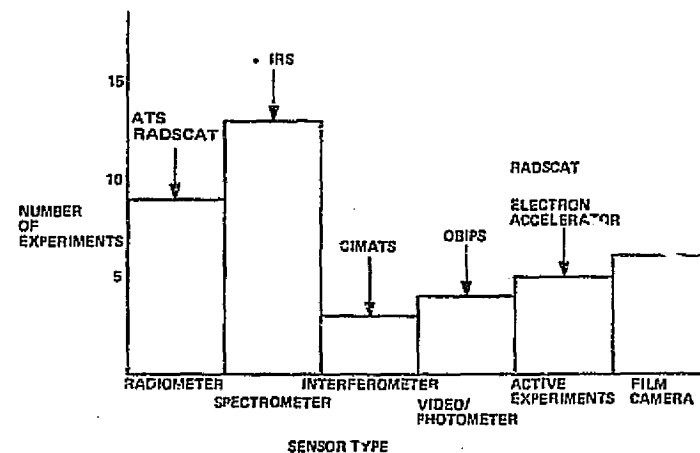 15
• IRS
ATS
RADSCAT
10
RADSCAT
NUMBER
OF
EXPERIMENTS
ELECTRON
ACCELERATOR
CIMATS
OBIPS
5
RADIOMETER
SPECTROMETER
INTERFEROMETER
VIDEO/
PHOTOMETER
ACTIVE
EXPERIMENTS
FILM
CAMERA
SENSOR TYPE